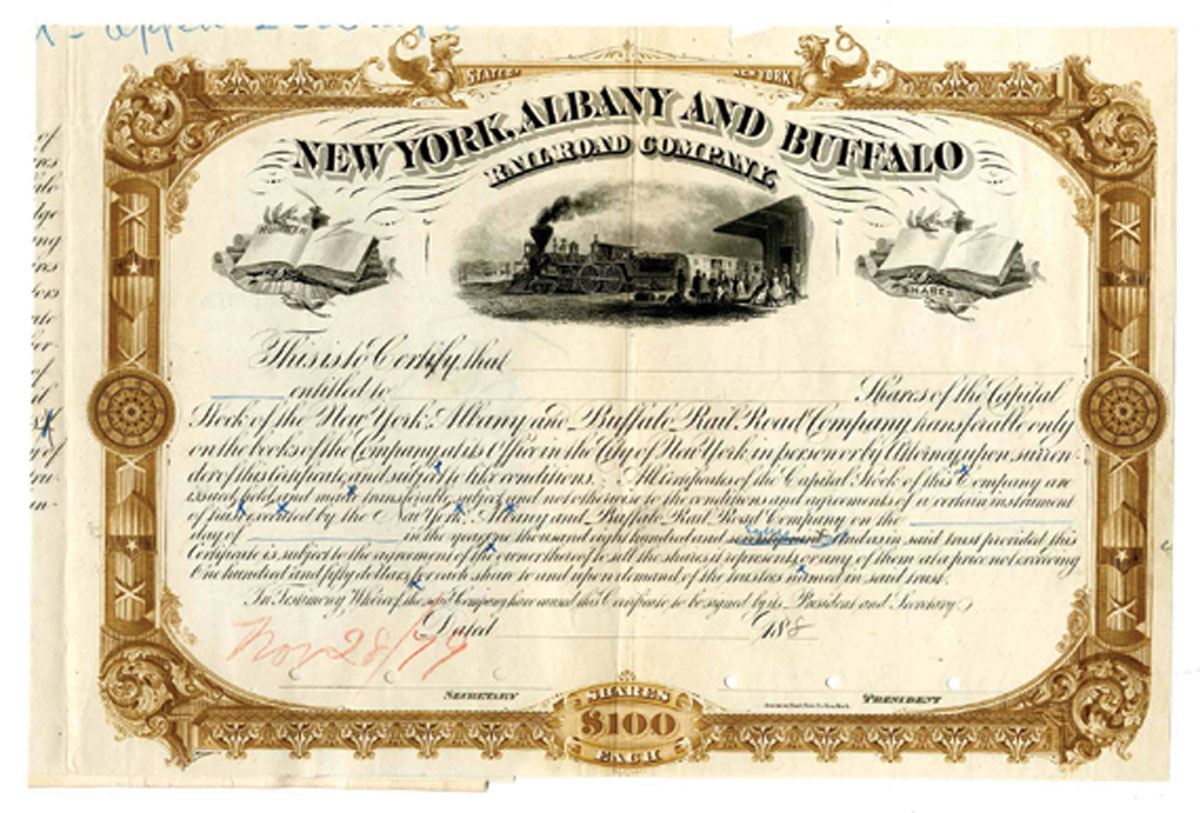 STATE OF NEW YORK
NEW YORK, ALBANY AND BUFFALO
RAILROAD COMPANY.
NUMBER
SHARES
This is to Certify that
entitled to Shares of the Capital
Stock of the New York, Albany and Buffalo Rail Road Company transferable only
on the books of the Company at its Office in the City of New York in person or by Attorney upon surren-
der of this certificate and subject to like conditions. All certificates of the Capital Stock of this Company are
issued, held, and made transferable subject and not otherwise to the conditions and agreements of a certain instrument
of trust executed by the New York, Albany and Buffalo Rail Road Company on the
day of in the year one thousand eight hundred and And as in said trust provided this
Certificate is subject to the agreement of the owner thereof to sell the shares it represents or any of them at a price not exceeding
One hundred and fifty dollars for each share to and upon demand of the trustees named in said trust.
In Testimony Whereof the said Company have caused this Certificate to be signed by its President and Secretary
Dated 188
Nov 28/79
SECRETARY
PRESIDENT
SHARES
$100
EACH